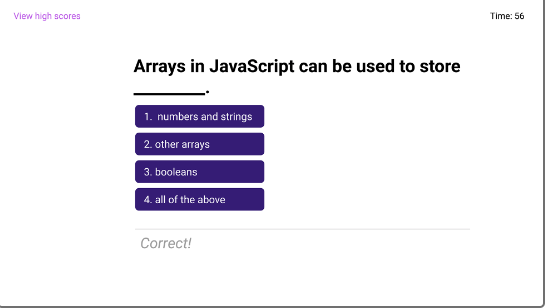 View high scores
Time: 56
Arrays in JavaScript can be used to store
________.
1. numbers and strings
2. other arrays
3. booleans
4. all of the above
Correct!